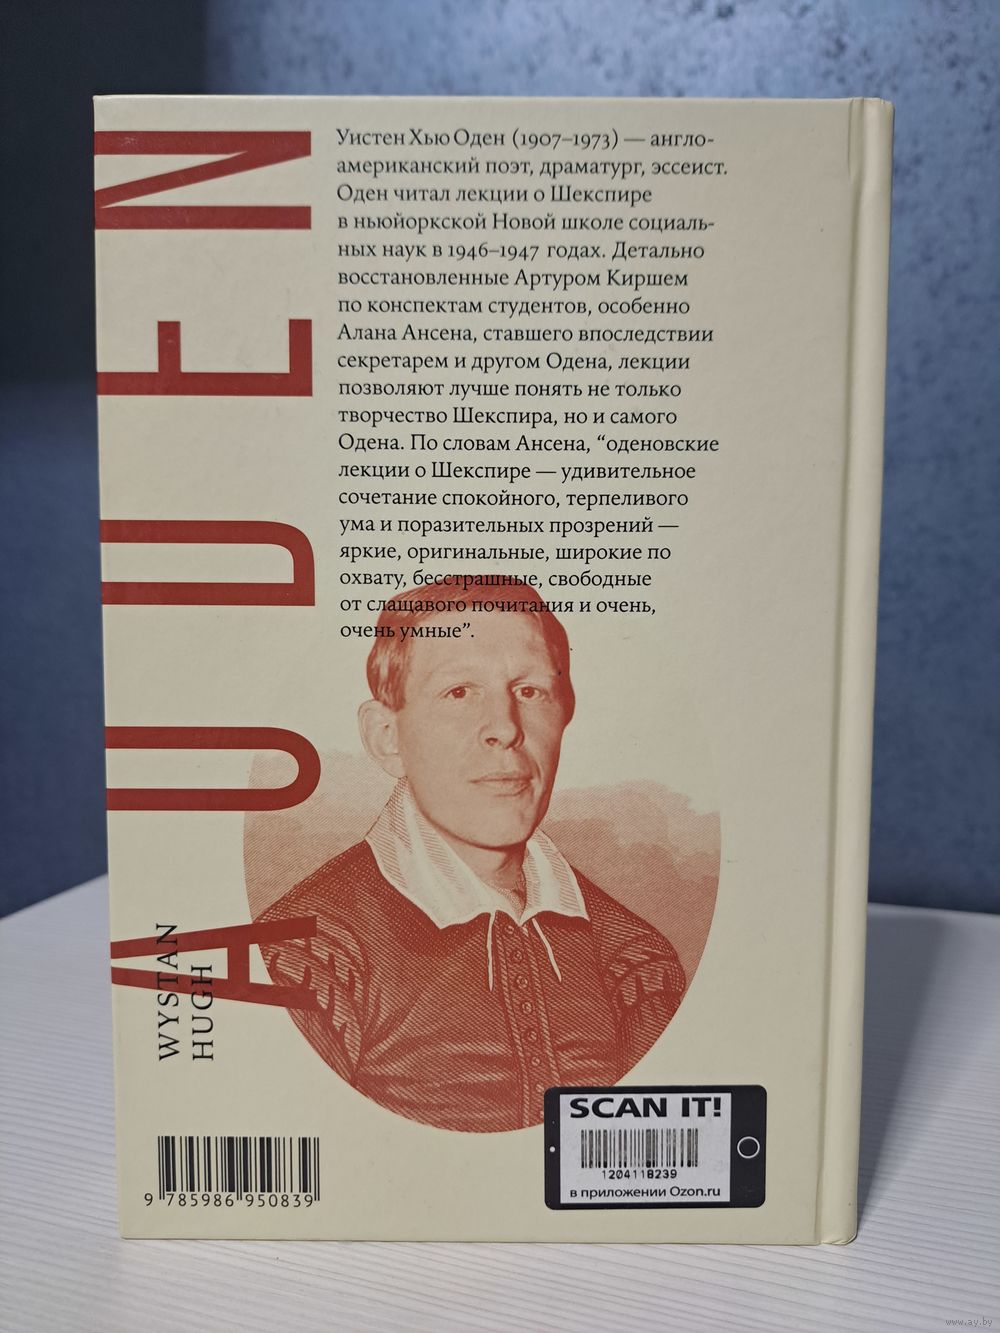 Уистен Хью Оден (1907–1973) — англо-
американский поэт, драматург, эссеист.
Оден читал лекции о Шекспире
в ньюйоркской Новой школе социаль-
ных наук в 1946–1947 годах. Детально
восстановленные Артуром Киршем
по конспектам студентов, особенно
Алана Ансена, ставшего впоследствии
секретарем и другом Одена, лекции
позволяют лучше понять не только
творчество Шекспира, но и самого
Одена. По словам Ансена, “оденовские
лекции о Шекспире — удивительное
сочетание спокойного, терпеливого
ума и поразительных прозрений —
яркие, оригинальные, широкие по
охвату, бесстрашные, свободные
от слащавого почитания и очень,
очень умные”.
WYSTAN
HUGH
AUDEN
9 785986 950839
SCAN IT!
1204118239
в приложении Ozon.ru
www.ay.by